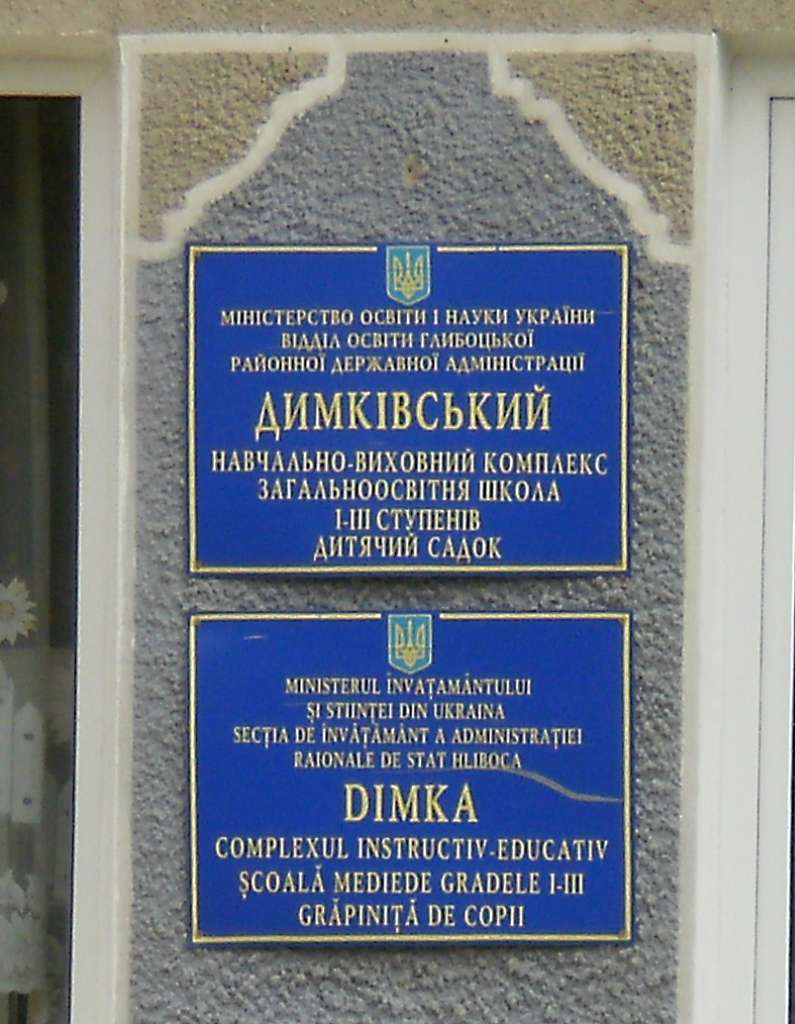 МІНІСТЕРСТВО ОСВІТИ І НАУКИ УКРАЇНИ
ВІДДІЛ ОСВІТИ ГЛИБОЦЬКОЇ
РАЙОННОЇ ДЕРЖАВНОЇ АДМІНІСТРАЦІЇ
ДИМКІВСЬКИЙ
НАВЧАЛЬНО-ВИХОВНИЙ КОМПЛЕКС
ЗАГАЛЬНООСВІТНЯ ШКОЛА
І-ІІІ СТУПЕНІВ
ДИТЯЧИЙ САДОК
MINISTERUL ÎNVAȚAMÂNTULUI
ȘI STIINȚEI DIN UKRAINA
SECȚIA DE ÎNVĂȚĂMÂNT A ADMINISTRAȚIEI
RAIONALE DE STAT HLIBOCA
DIMKA
COMPLEXUL INSTRUCTIV-EDUCATIV
ȘCOALĂ MEDIEDE GRADELE I-III
GRĂPINIȚĂ DE COPII